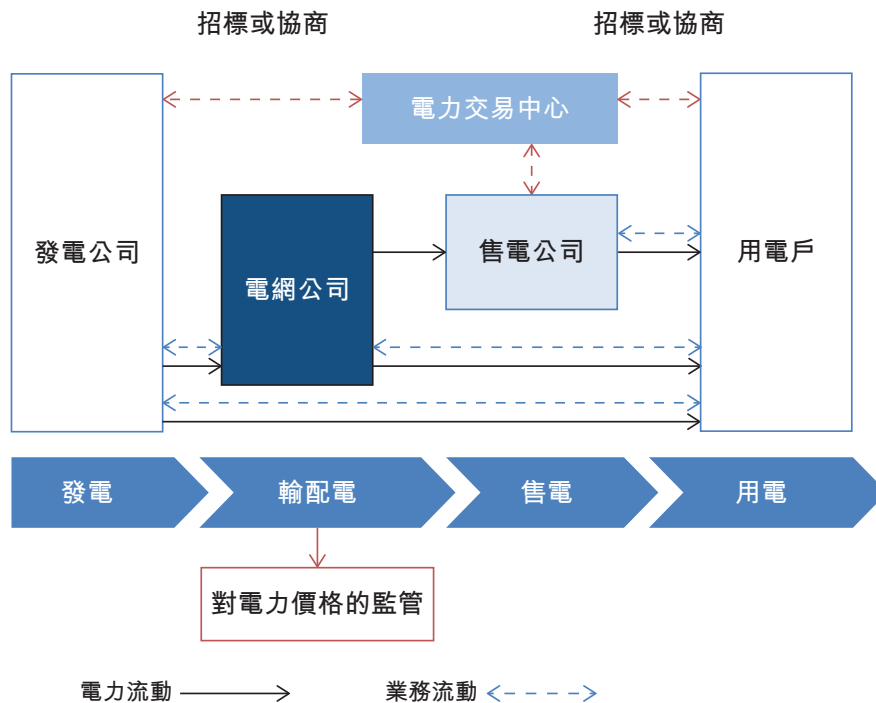 招標或協商
招標或協商
電力交易中心
發電公司
電網公司
售電公司
用電戶
發電
輸配電
售電
用電
對電力價格的監管
電力流動
業務流動